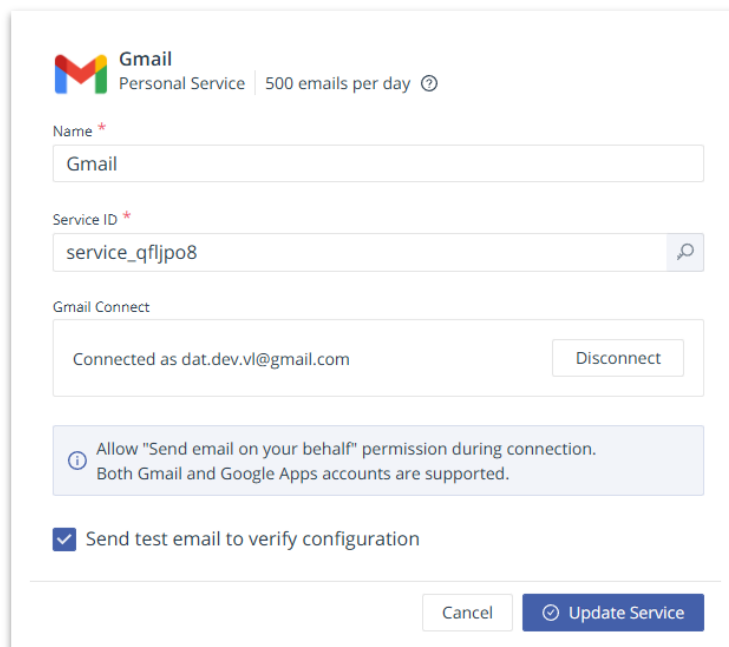 Gmail
Personal Service 500 emails per day
Name *
Gmail
Service ID *
service_qfljpo8
Gmail Connect
Connected as dat.dev.vl@gmail.com Disconnect
Allow "Send email on your behalf" permission during connection.
Both Gmail and Google Apps accounts are supported.
Send test email to verify configuration
Cancel Update Service